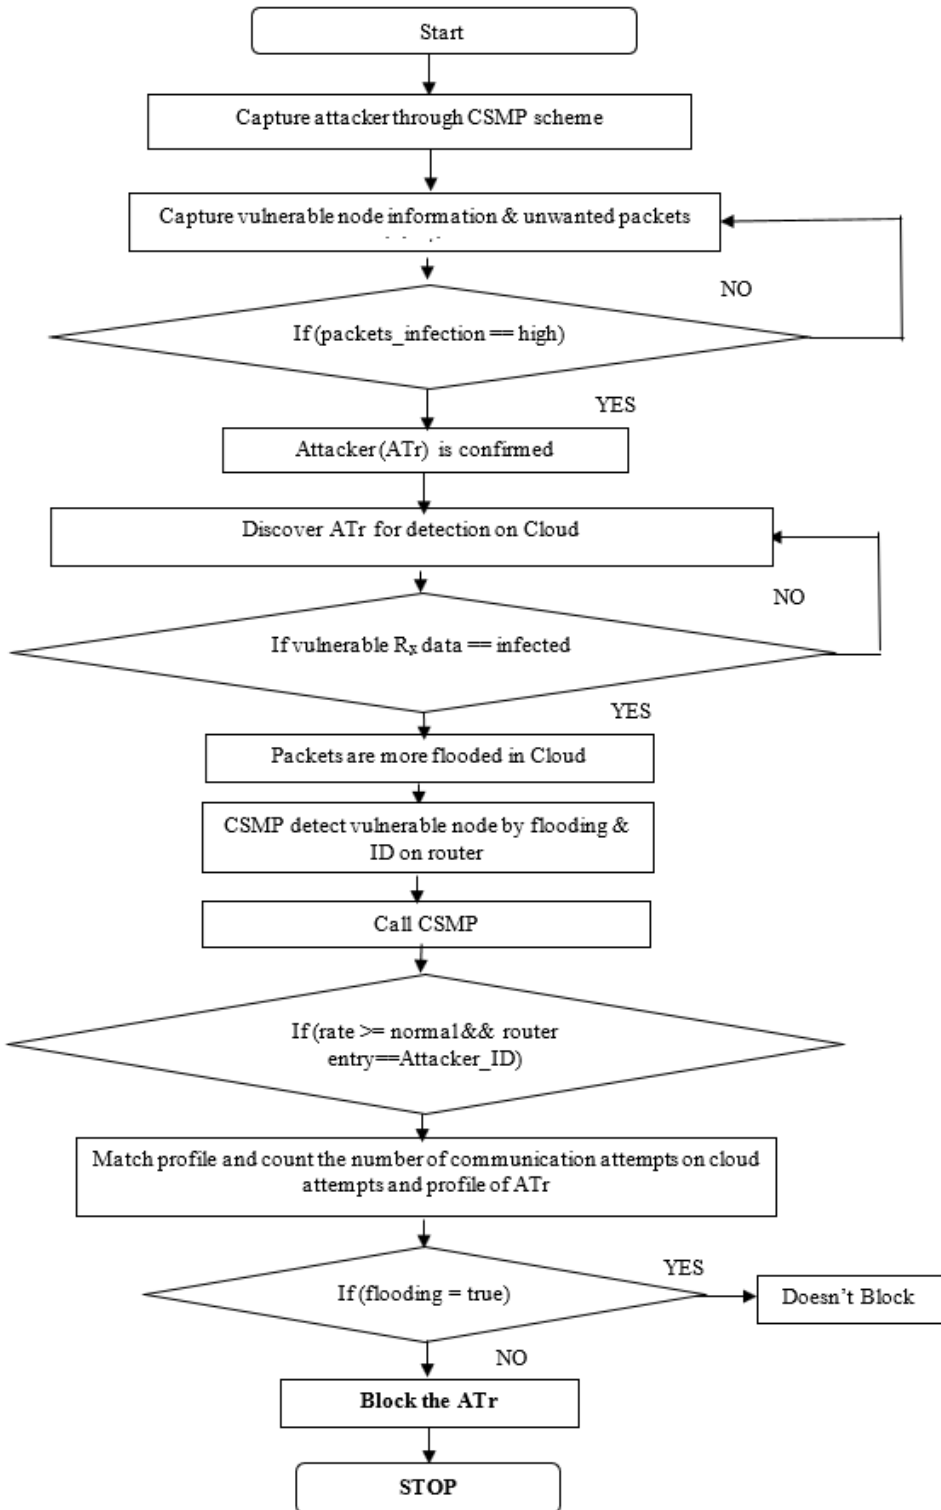 Start
Capture attacker through CSMP scheme
Capture vulnerable node information & unwanted packets
NO
If (packets_infection == high)
YES
Attacker (ATr) is confirmed
Discover ATr for detection on Cloud
NO
If vulnerable Rx data == infected
YES
Packets are more flooded in Cloud
CSMP detect vulnerable node by flooding &
ID on router
Call CSMP
If (rate >= normal && router
entry==Attacker_ID)
Match profile and count the number of communication attempts on cloud
attempts and profile of ATr
YES
If (flooding = true)
Doesn’t Block
NO
Block the ATr
STOP